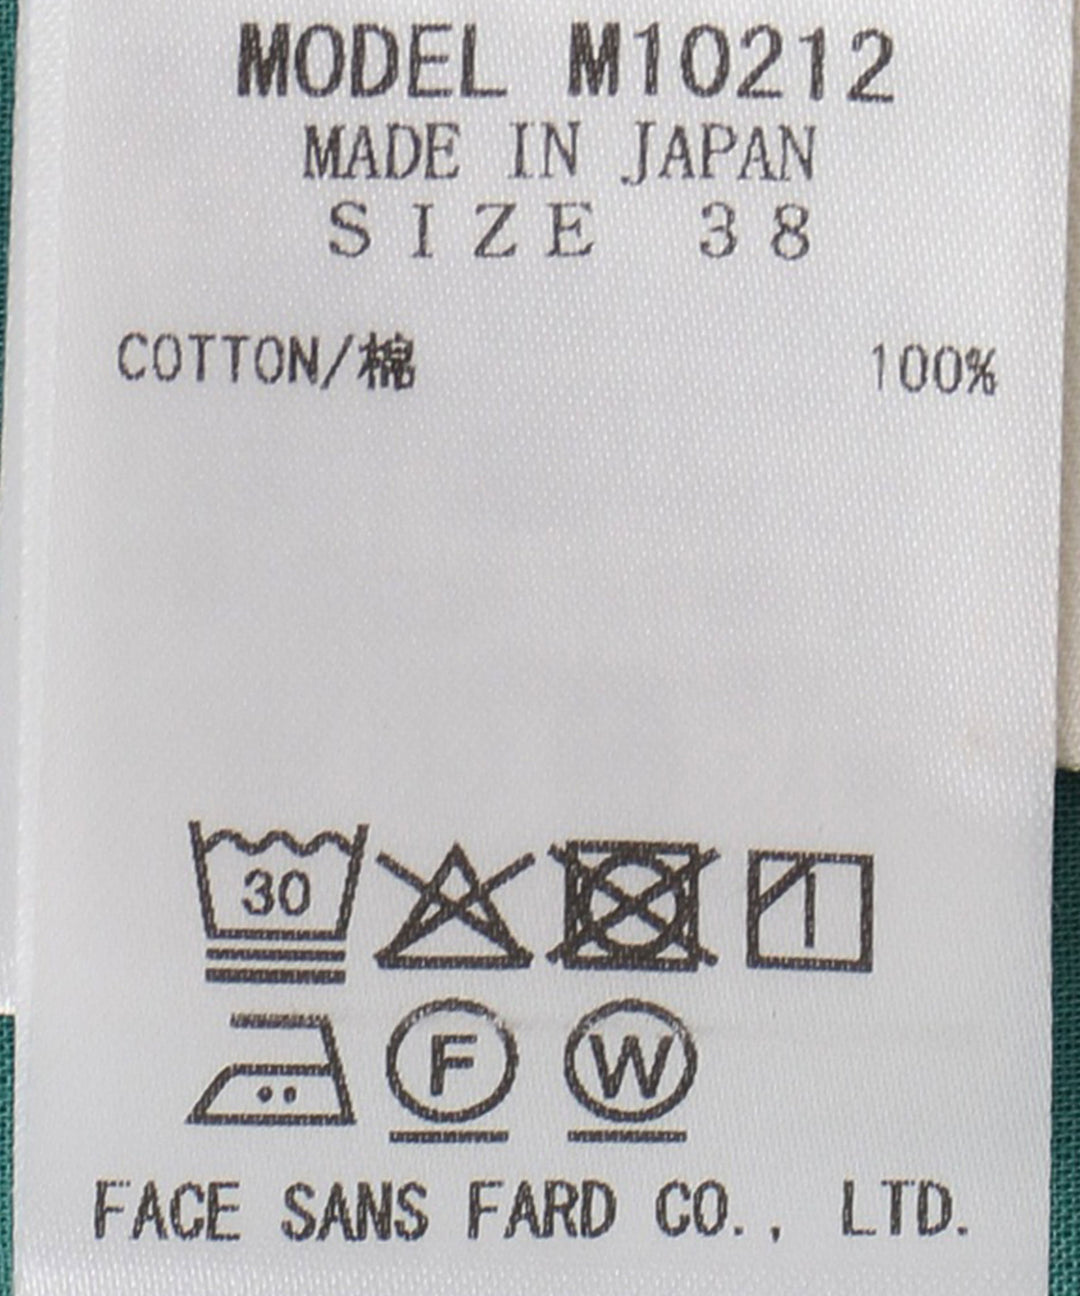 MODEL M10212
MADE IN JAPAN
SIZE 38
COTTON/棉 100%
30
F W
FACE SANS FARD CO., LTD.